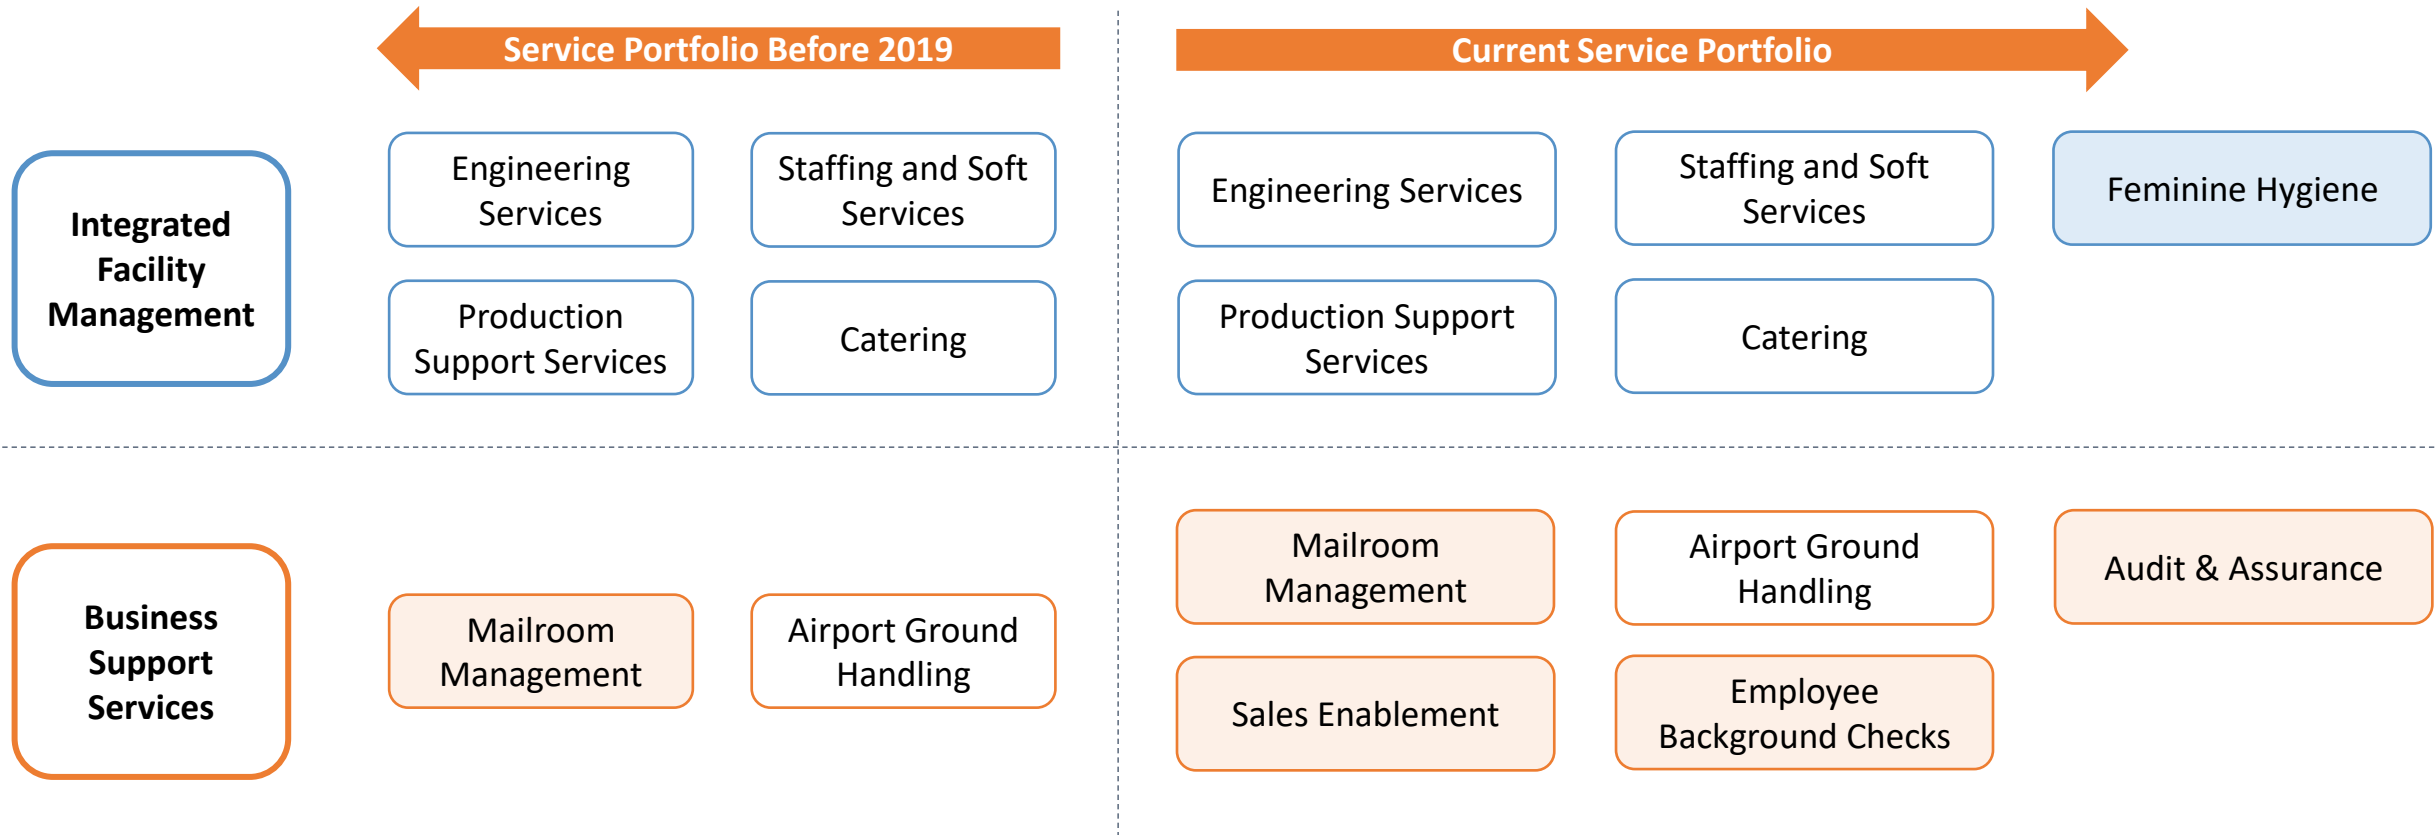 Service Portfolio Before 2019
Current Service Portfolio
Integrated
Facility
Management
Engineering
Services
Staffing and Soft
Services
Production
Support Services
Catering
Engineering Services
Staffing and Soft
Services
Feminine Hygiene
Production Support
Services
Catering
Business
Support
Services
Mailroom
Management
Airport Ground
Handling
Mailroom
Management
Airport Ground
Handling
Audit & Assurance
Sales Enablement
Employee
Background Checks